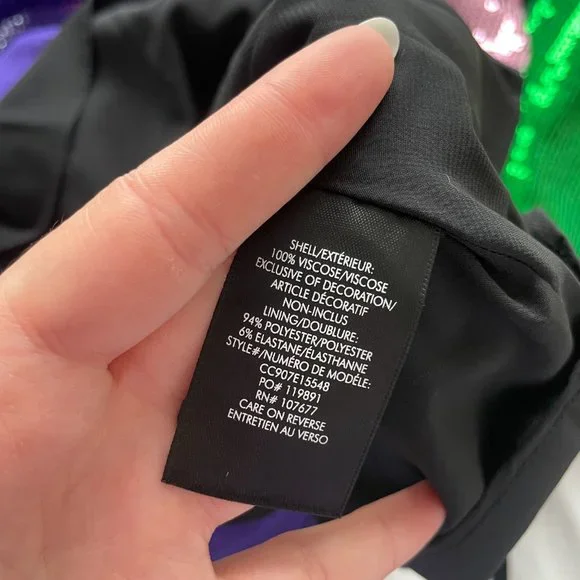 SHELL/EXTÉRIEUR:
100% VISCOSE/VISCOSE
EXCLUSIVE OF DECORATION/
ARTICLE DÉCORATIF
NON-INCLUS
LINING/DOUBLURE:
94% POLYESTER/POLYESTER
6% ELASTANE/ÉLASTHANNE
STYLE#/NUMÉRO DE MODÈLE:
CC907E15548
PO# 119891
RN# 107677
CARE ON REVERSE
ENTRETIEN AU VERSO